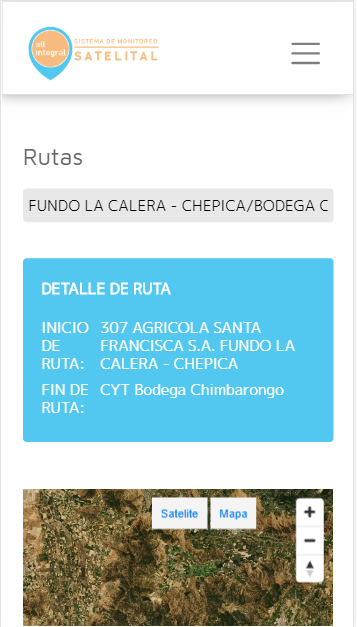 all
integral
SISTEMA DE MONITOREO
SATELITAL
Rutas
FUNDO LA CALERA - CHEPICA/BODEGA C
DETALLE DE RUTA
INICIO DE RUTA:
307 AGRICOLA SANTA
FRANCISCA S.A. FUNDO LA
CALERA - CHEPICA
FIN DE RUTA:
CYT Bodega Chimbarongo
Satelite
Mapa